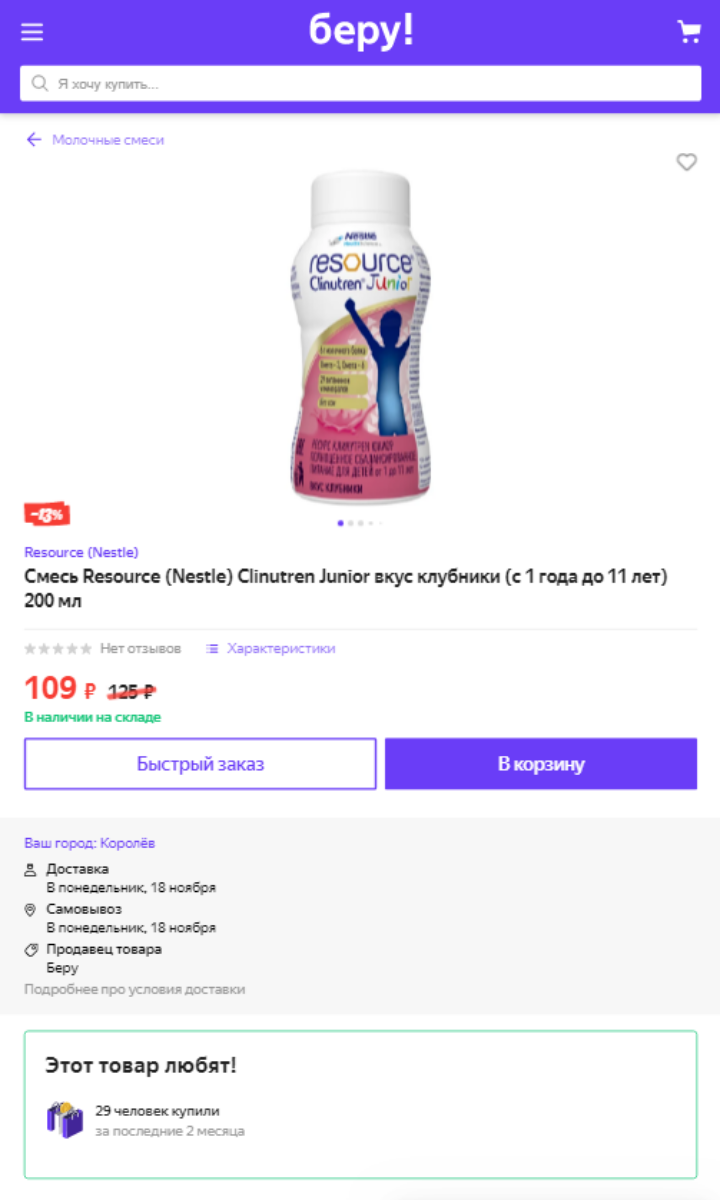 беру!
Я хочу купить...
Молочные смеси
Nestlé
resource
Clinutren® Junior
ВКУС КЛУБНИКИ
-13%
Resource (Nestle)
Смесь Resource (Nestle) Clinutren Junior вкус клубники (с 1 года до 11 лет)
200 мл
Нет отзывов Характеристики
109 ₽ 125 ₽
В наличии на складе
Быстрый заказ В корзину
Ваш город: Королёв
Доставка
В понедельник, 18 ноября
Самовывоз
В понедельник, 18 ноября
Продавец товара
Беру
Подробнее про условия доставки
Этот товар любят!
29 человек купили
за последние 2 месяца